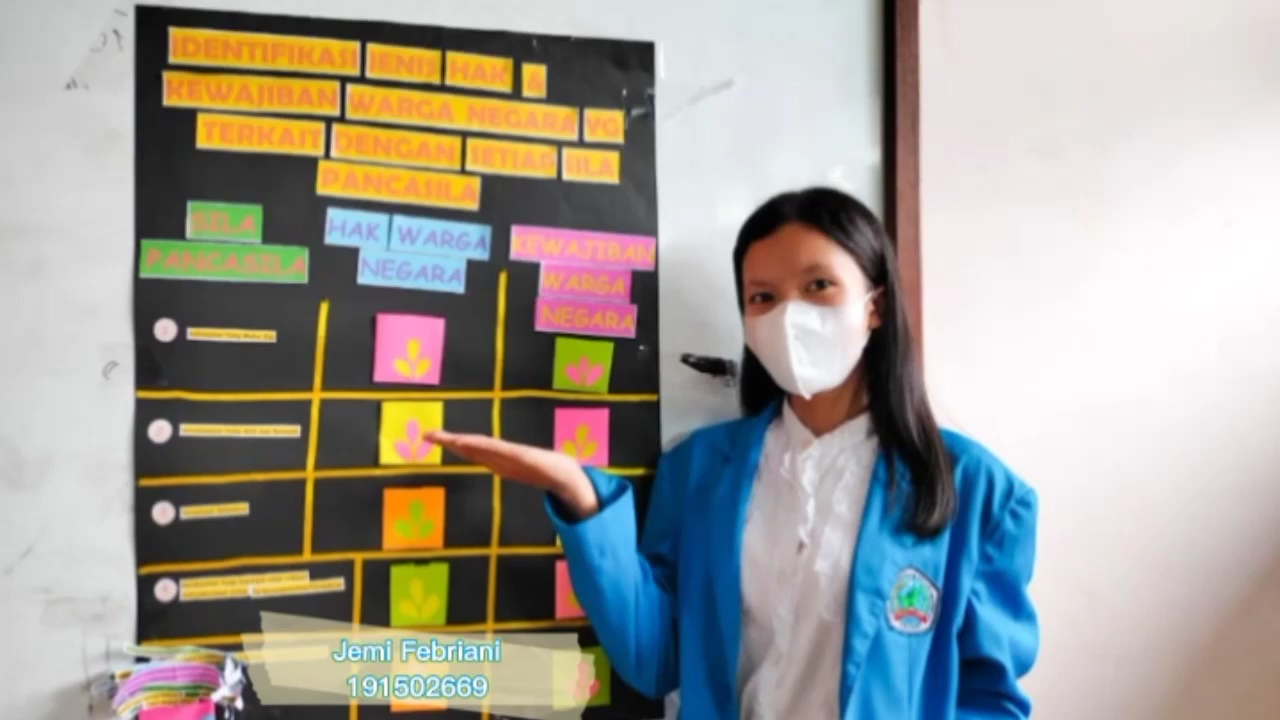 IDENTIFIKASI JENIS HAK &
KEWAJIBAN WARGA NEGARA YG
TERKAIT DENGAN SETIAP SILA
PANCASILA
SILA
PANCASILA
HAK WARGA
NEGARA
KEWAJIBAN
WARGA
NEGARA
Jemi Febriani
191502669